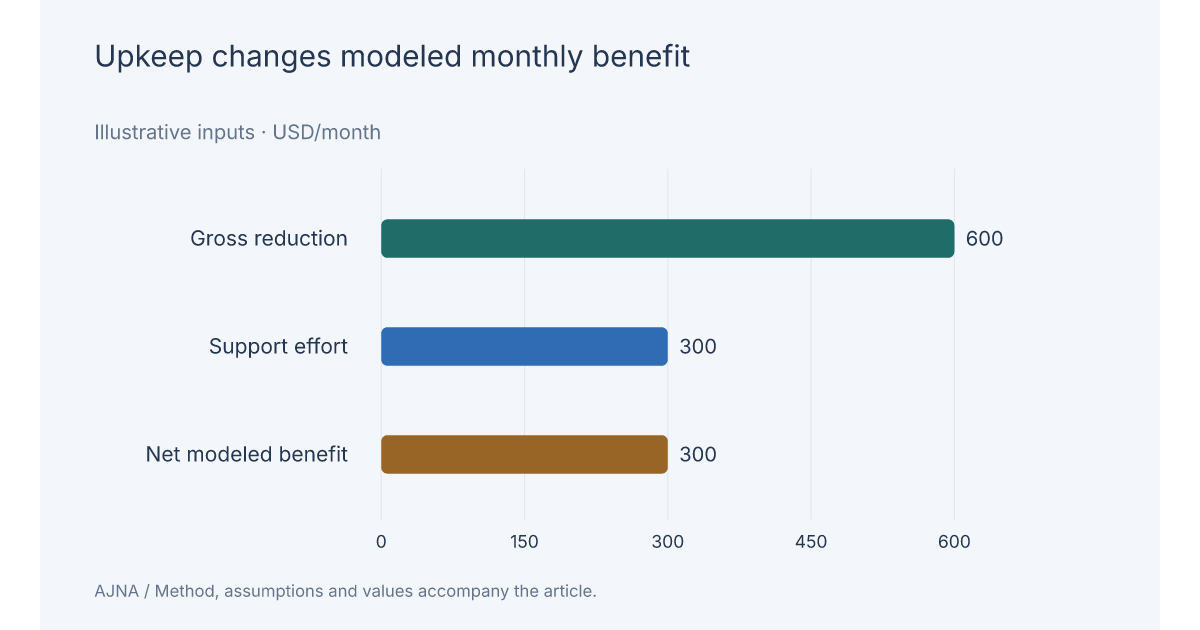 Upkeep changes modeled monthly benefit
Illustrative inputs · USD/month
Gross reduction 600
Support effort 300
Net modeled benefit 300
0 150 300 450 600
AJNA / Method, assumptions and values accompany the article.